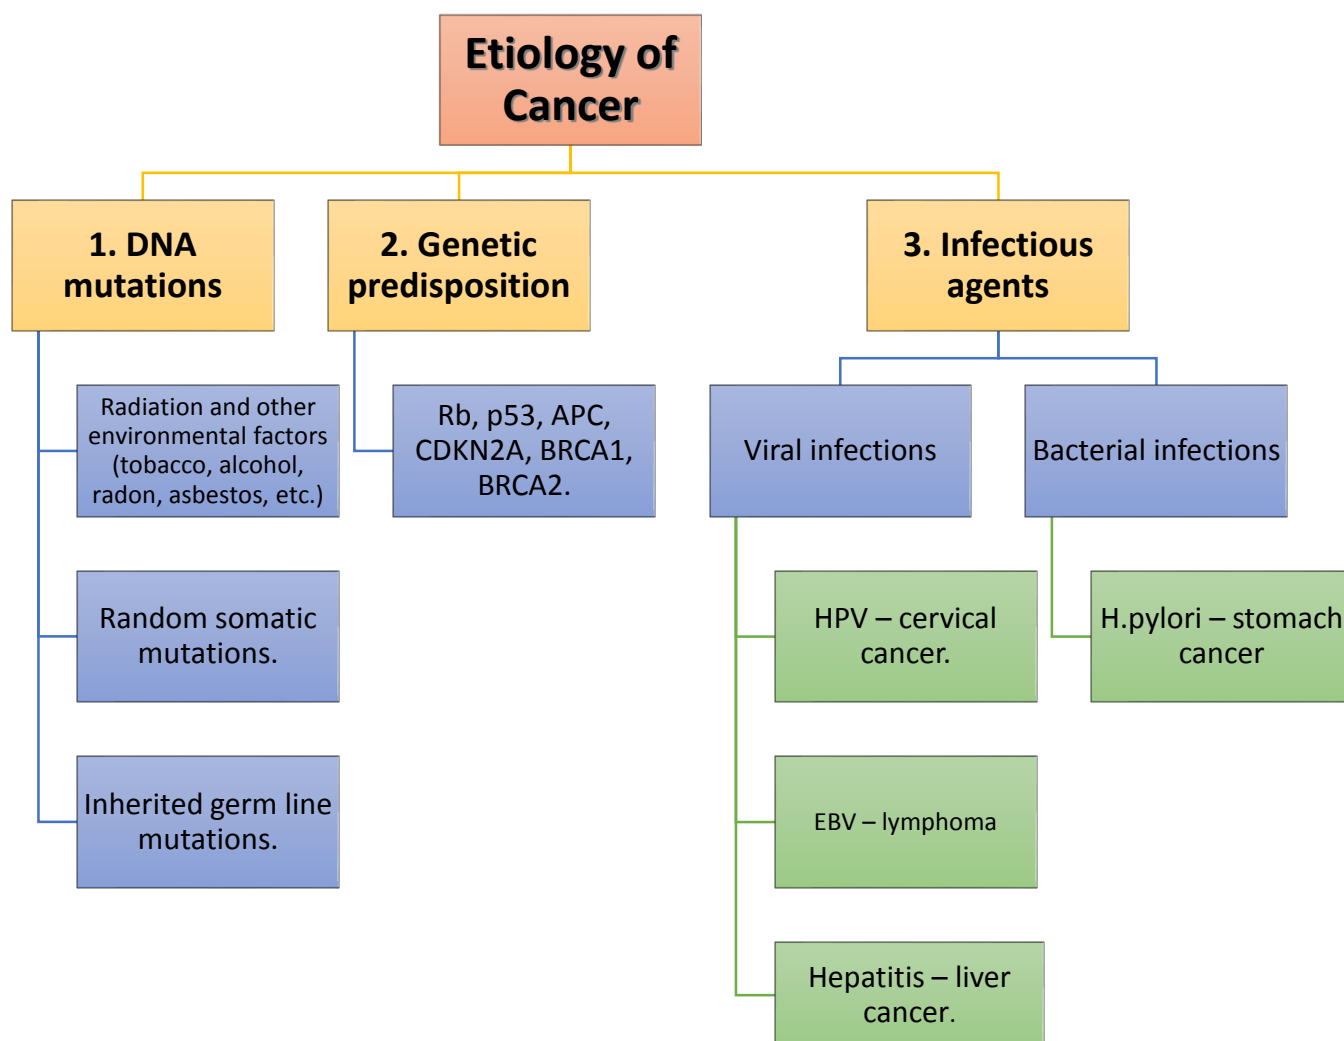 Etiology of
Cancer
1. DNA
mutations
2. Genetic
predisposition
3. Infectious
agents
Radiation and other
environmental factors
(tobacco, alcohol,
radon, asbestos, etc.)
Rb, p53, APC,
CDKN2A, BRCA1,
BRCA2.
Viral infections
Bacterial infections
Random somatic
mutations.
HPV – cervical
cancer.
H.pylori – stomach
cancer
Inherited germ line
mutations.
EBV – lymphoma
Hepatitis – liver
cancer.